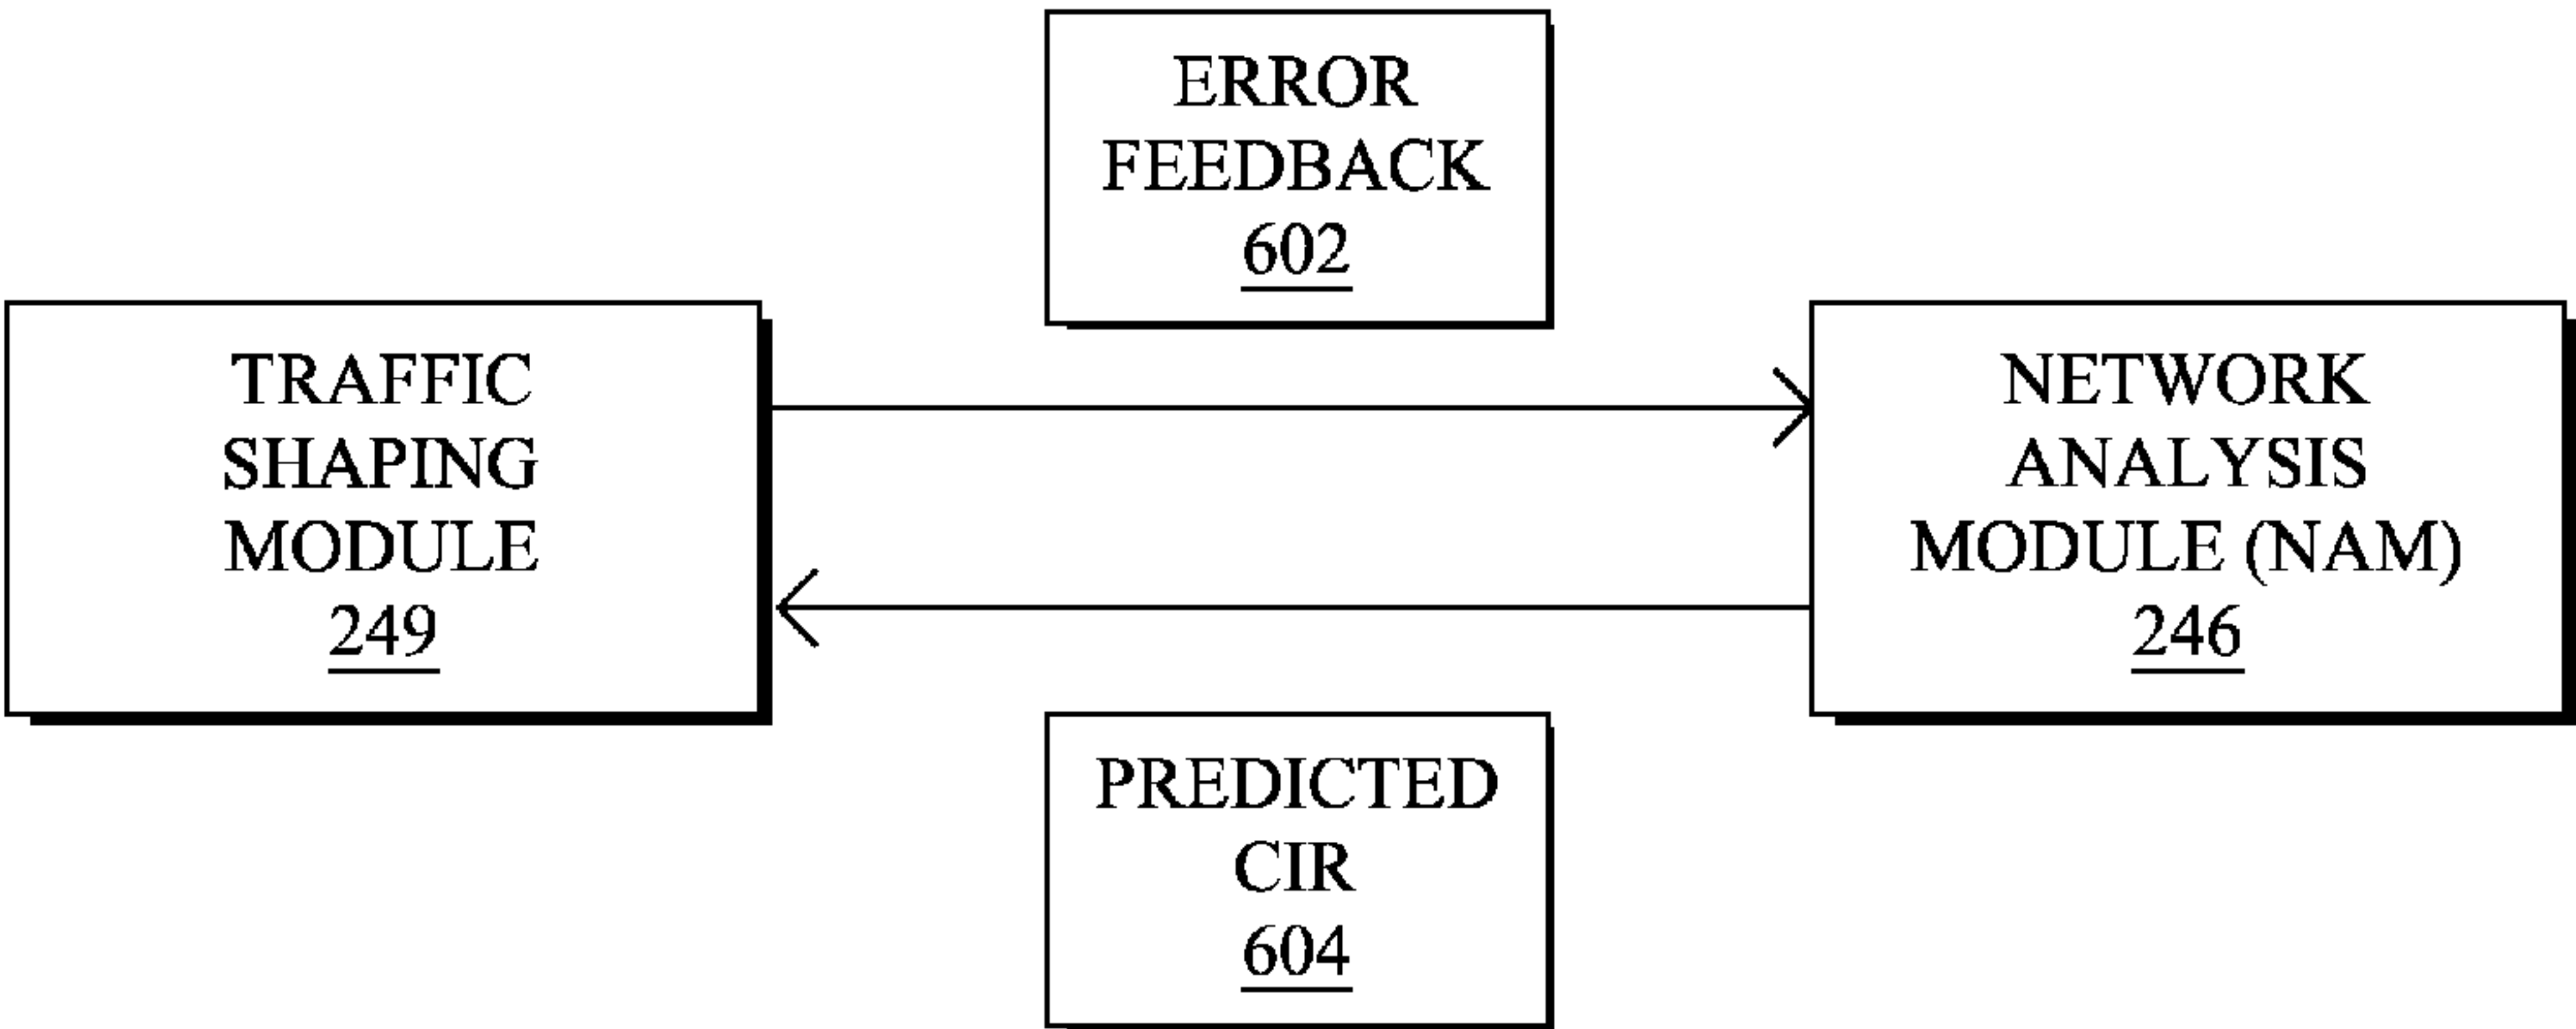 ERROR
FEEDBACK
602
TRAFFIC
SHAPING
MODULE
249
NETWORK
ANALYSIS
MODULE (NAM)
246
PREDICTED
CIR
604